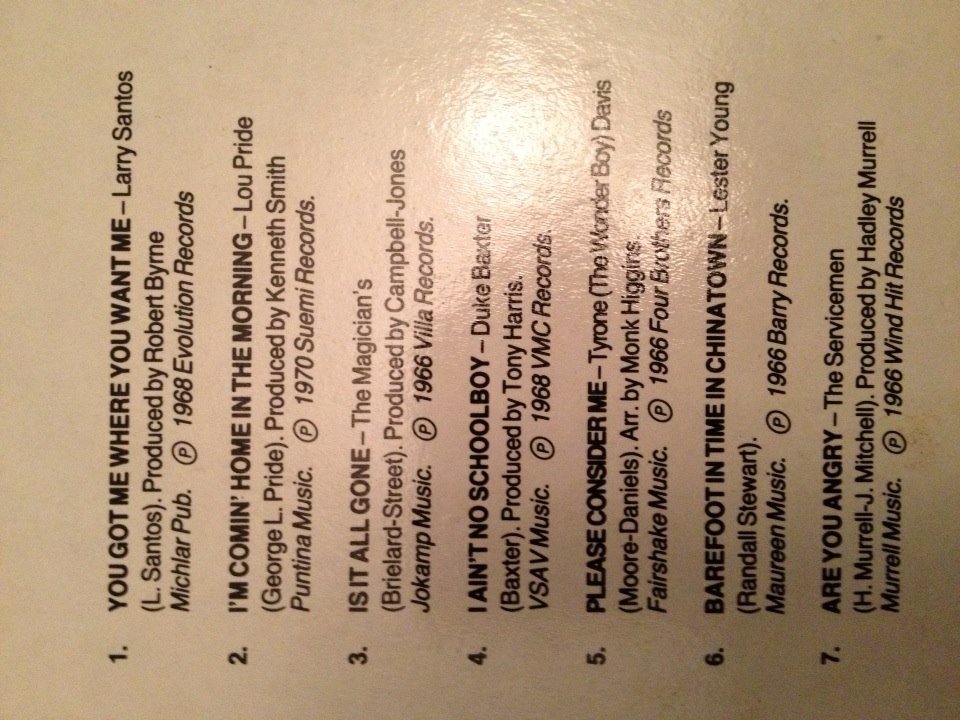 1. YOU GOT ME WHERE YOU WANT ME – Larry Santos
(L. Santos). Produced by Robert Byrne
Michlar Pub. ℗ 1968 Evolution Records
2. I'M COMIN' HOME IN THE MORNING – Lou Pride
(George L. Pride). Produced by Kenneth Smith
Puntina Music. ℗ 1970 Suemi Records.
3. IS IT ALL GONE – The Magician's
(Brielard-Street). Produced by Campbell-Jones
Jokamp Music. ℗ 1966 Villa Records.
4. I AIN'T NO SCHOOLBOY – Duke Baxter
(Baxter). Produced by Tony Harris.
VSAV Music. ℗ 1968 VMC Records.
5. PLEASE CONSIDER ME – Tyrone (The Wonder Boy) Davis
(Moore-Daniels). Arr. by Monk Higgins.
Fairshake Music. ℗ 1966 Four Brothers Records
6. BAREFOOT IN TIME IN CHINATOWN – Lester Young
(Randall Stewart).
Maureen Music. ℗ 1966 Barry Records.
7. ARE YOU ANGRY – The Servicemen
(H. Murrell-J. Mitchell). Produced by Hadley Murrell
Murrell Music. ℗ 1966 Wind Hit Records